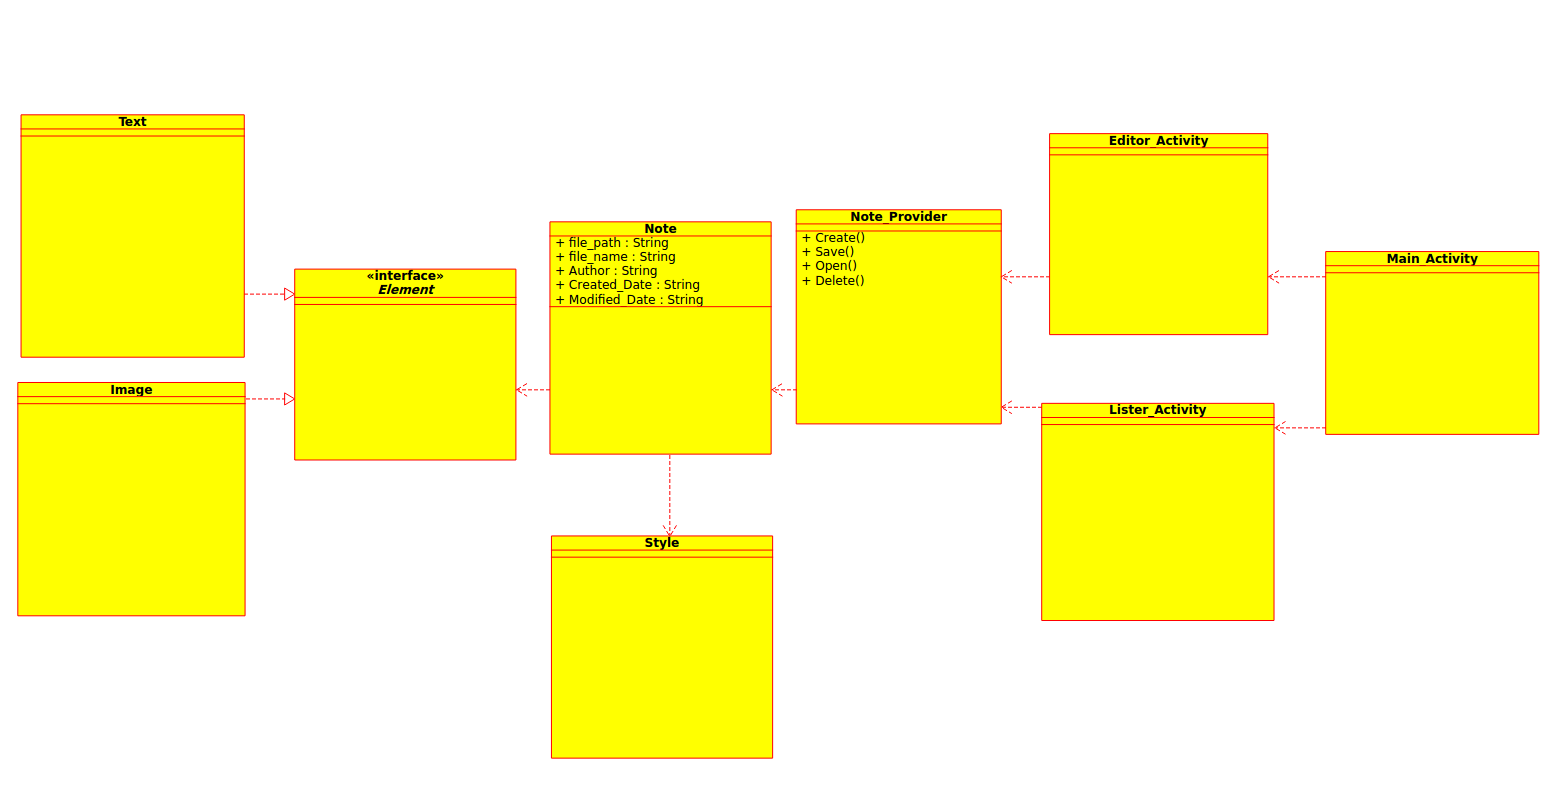 Text
Image
«interface»
Element
Note
+ file_path : String
+ file_name : String
+ Author : String
+ Created_Date : String
+ Modified_Date : String
Style
Note_Provider
+ Create()
+ Save()
+ Open()
+ Delete()
Editor_Activity
Lister_Activity
Main_Activity